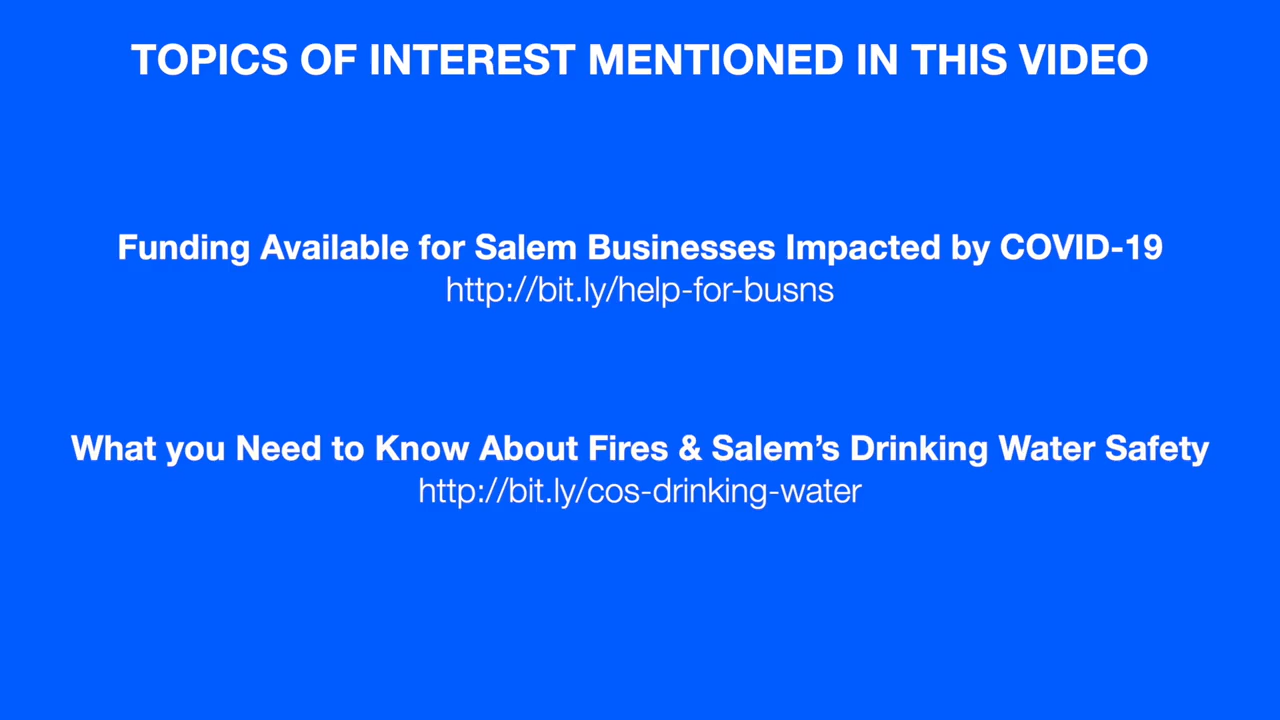 TOPICS OF INTEREST MENTIONED IN THIS VIDEO
Funding Available for Salem Businesses Impacted by COVID-19
http://bit.ly/help-for-busns
What you Need to Know About Fires & Salem’s Drinking Water Safety
http://bit.ly/cos-drinking-water